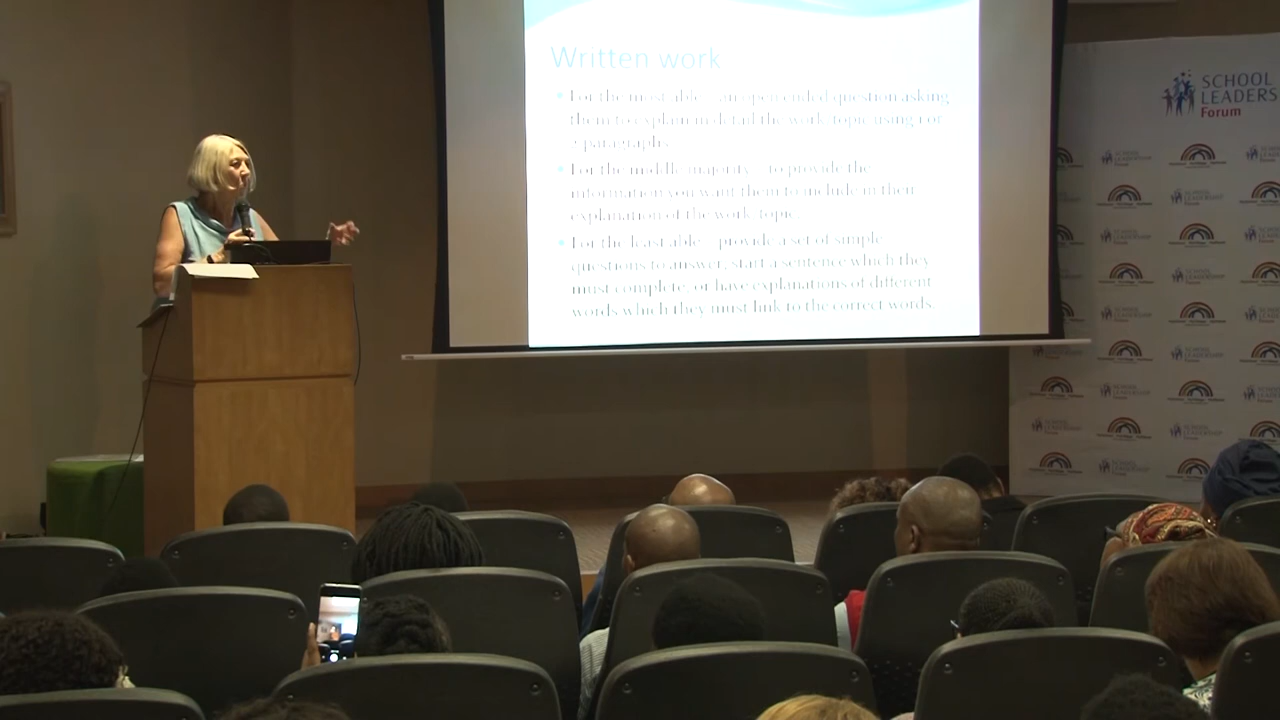 Written work
For the most able – an open ended question asking
them to explain in detail the work topic using 1 or
2 paragraphs.
For the middle majority – to provide the
information you want them to include in their
explanation of the work topic.
For the least able – provide a set of simple
questions to answer, start a sentence which they
must complete, or have explanations of different
words which they must link to the correct words.
SCHOOL
LEADERS
Forum